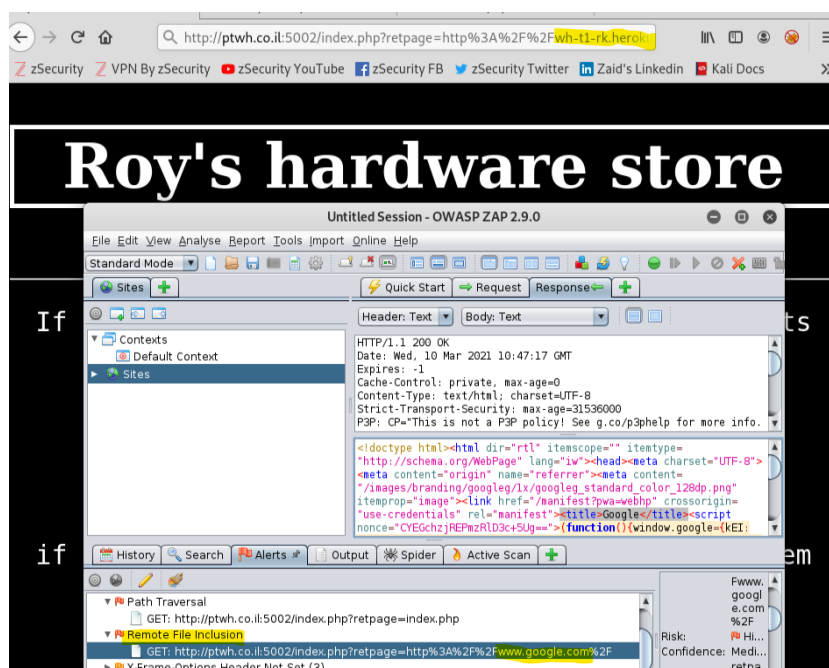 http://ptwh.co.il:5002/index.php?retpage=http%3A%2F%2Fwh-t1-rk.herok
zSecurity VPN By zSecurity zSecurity YouTube zSecurity FB zSecurity Twitter Zaid's Linkedin Kali Docs
Roy's hardware store
Untitled Session - OWASP ZAP 2.9.0
File Edit View Analyse Report Tools Import Online Help
Standard Mode
Sites
Quick Start Request Response
If
ts
Header: Text Body: Text
Contexts
Default Context
Sites
HTTP/1.1 200 OK
Date: Wed, 10 Mar 2021 10:47:17 GMT
Expires: -1
Cache-Control: private, max-age=0
Content-Type: text/html; charset=UTF-8
Strict-Transport-Security: max-age=31536000
P3P: CP="This is not a P3P policy! See g.co/p3phelp for more info.
<!doctype html><html dir="rtl" itemscope="" itemtype=
"http://schema.org/WebPage" lang="iw"><head><meta charset="UTF-8">
<meta content="origin" name="referrer"><meta content=
"/images/branding/googleg/1x/googleg_standard_color_128dp.png"
itemprop="image"><link href="/manifest?pwa=webhp" crossorigin=
"use-credentials" rel="manifest"><title>Google</title><script
nonce="CYEGchzjREPmzRlD3c+5Ug==">(function(){window.google={kEI:
if
em
History Search Alerts Output Spider Active Scan
Path Traversal
GET: http://ptwh.co.il:5002/index.php?retpage=index.php
Remote File Inclusion
GET: http://ptwh.co.il:5002/index.php?retpage=http%3A%2F%2Fwww.google.com%2F
X-Frame-Options Header Not Set (3)
Fwww.
googl
e.com
%2F
Risk: Hi...
Confidence: Medi...
retpa